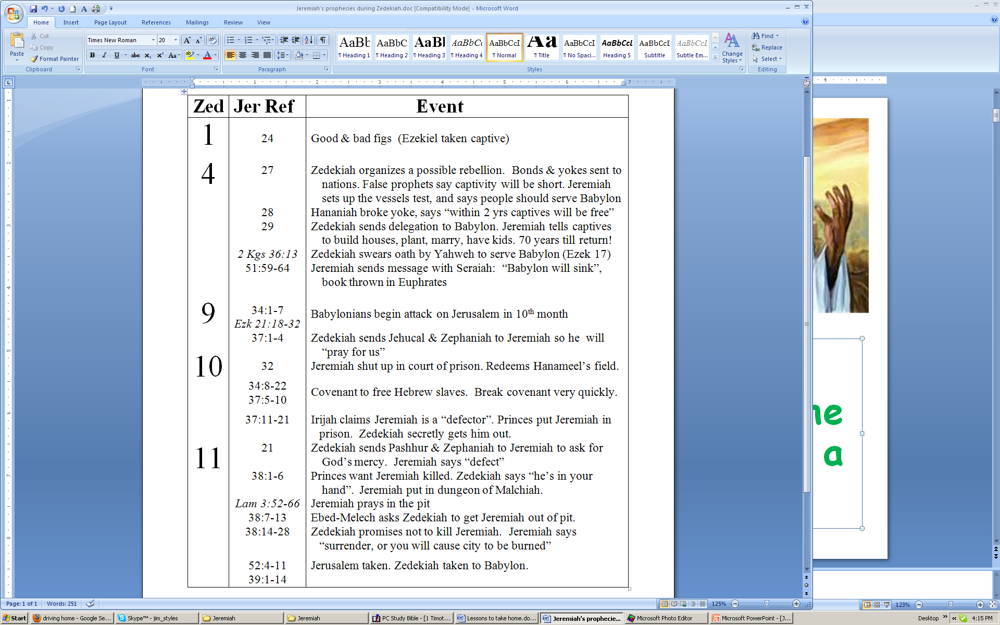 Jeremiah's prophecies during Zedekiah.doc [Compatibility Mode] - Microsoft Word
Home Insert Page Layout References Mailings Review View
Paste
Cut
Copy
Format Painter
Clipboard
Times New Roman 20
Font
Paragraph
AaBb AaBbC AaBb AaBbC AaBbCcI Aa AaBbCcI AaBbCcI AaBbCcI AaBbCcI
¶ Heading 1 ¶ Heading 2 ¶ Heading 3 ¶ Heading 4 ¶ Normal ¶ Title ¶ No Spaci... Heading 5 Subtitle Subtle Em...
Styles
Change Styles
Find
Replace
Select
Editing
Zed Jer Ref Event
1 24 Good & bad figs (Ezekiel taken captive)
4 27 Zedekiah organizes a possible rebellion. Bonds & yokes sent to
nations. False prophets say captivity will be short. Jeremiah
sets up the vessels test, and says people should serve Babylon
28 Hananiah broke yoke, says “within 2 yrs captives will be free”
29 Zedekiah sends delegation to Babylon. Jeremiah tells captives
to build houses, plant, marry, have kids. 70 years till return!
2 Kgs 36:13 Zedekiah swears oath by Yahweh to serve Babylon (Ezek 17)
51:59-64 Jeremiah sends message with Seraiah: “Babylon will sink”,
book thrown in Euphrates
9 34:1-7 Babylonians begin attack on Jerusalem in 10th month
Ezk 21:18-32
37:1-4 Zedekiah sends Jehucal & Zephaniah to Jeremiah so he will
“pray for us”
10 32 Jeremiah shut up in court of prison. Redeems Hanameel’s field.
34:8-22 Covenant to free Hebrew slaves. Break covenant very quickly.
37:5-10
37:11-21 Irijah claims Jeremiah is a “defector”. Princes put Jeremiah in
prison. Zedekiah secretly gets him out.
11 21 Zedekiah sends Pashhur & Zephaniah to Jeremiah to ask for
God’s mercy. Jeremiah says “defect”
38:1-6 Princes want Jeremiah killed. Zedekiah says “he’s in your
hand”. Jeremiah put in dungeon of Malchiah.
Lam 3:52-66 Jeremiah prays in the pit
38:7-13 Ebed-Melech asks Zedekiah to get Jeremiah out of pit.
38:14-28 Zedekiah promises not to kill Jeremiah. Jeremiah says
“surrender, or you will cause city to be burned”
52:4-11 Jerusalem taken. Zedekiah taken to Babylon.
39:1-14
he
a
Page: 1 of 1 Words: 251 125% 123%
Start driving home - Google Se... Skype™ - jim_styles Jeremiah Jeremiah PC Study Bible - [1 Timot... Lessons to take home.do... Jeremiah's prophecie... Microsoft Photo Editor Microsoft PowerPoint - [J... Desktop 4:15 PM